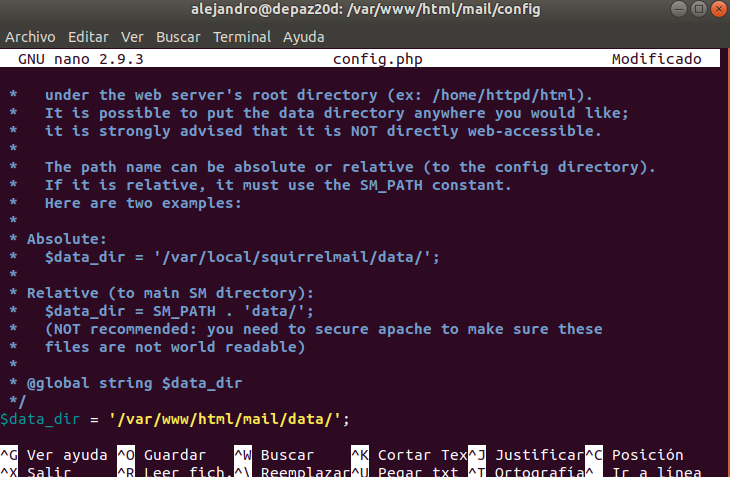 alejandro@depaz20d: /var/www/html/mail/config
Archivo Editar Ver Buscar Terminal Ayuda
GNU nano 2.9.3 config.php Modificado
* under the web server's root directory (ex: /home/httpd/html).
* It is possible to put the data directory anywhere you would like;
* it is strongly advised that it is NOT directly web-accessible.
*
* The path name can be absolute or relative (to the config directory).
* If it is relative, it must use the SM_PATH constant.
* Here are two examples:
*
* Absolute:
* $data_dir = '/var/local/squirrelmail/data/';
*
* Relative (to main SM directory):
* $data_dir = SM_PATH . 'data/';
* (NOT recommended: you need to secure apache to make sure these
* files are not world readable)
*
* @global string $data_dir
*/
$data_dir = '/var/www/html/mail/data/';
^G Ver ayuda ^O Guardar ^W Buscar ^K Cortar Tex^J Justificar^C Posición
^X Salir ^R Leer fich.^\ Reemplazar^U Pegar txt ^T Ortografía^_ Ir a línea